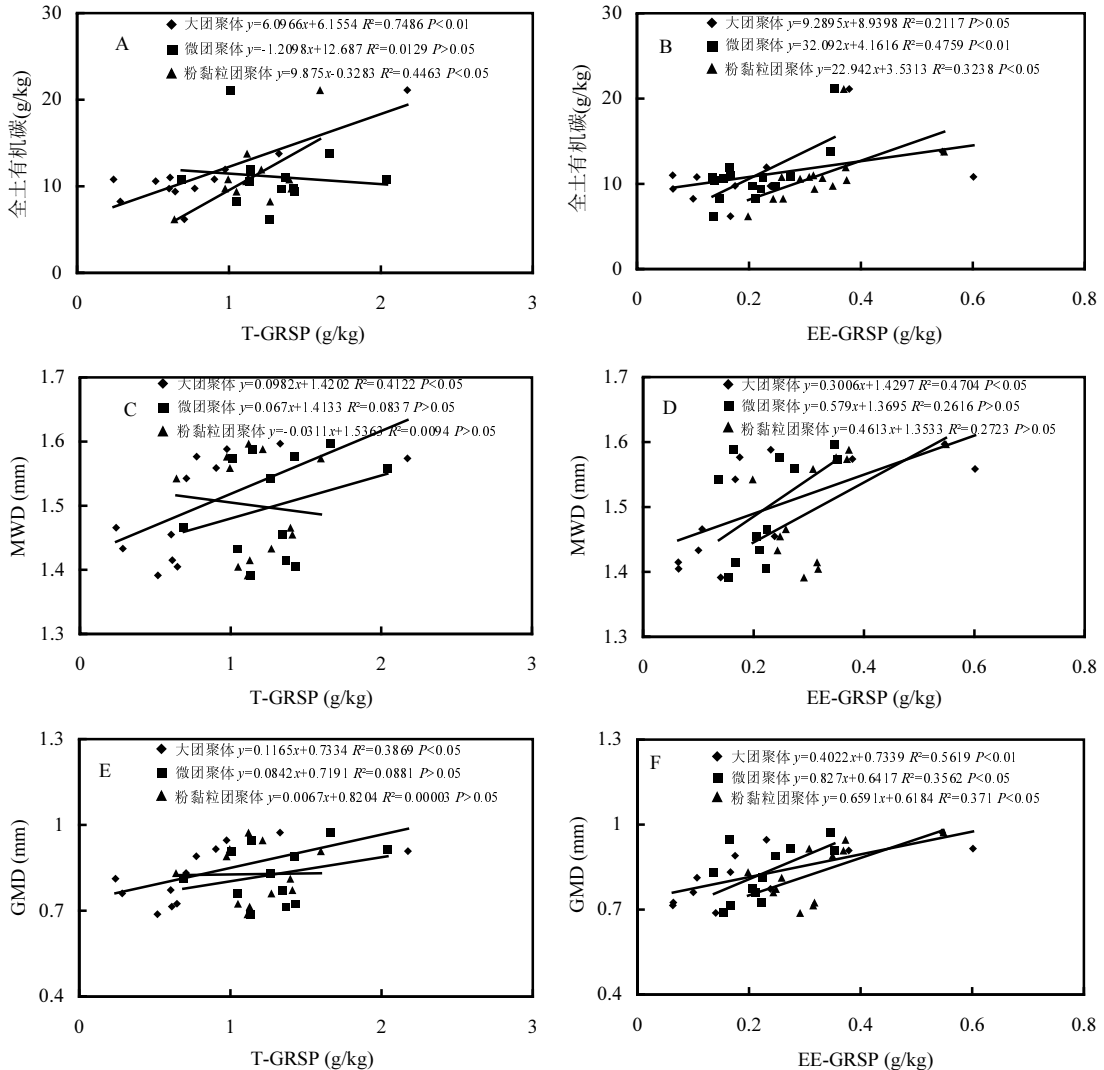 A
大团聚体 y=6.0966x+6.1554 R²=0.7486 P<0.01
微团聚体 y=-1.2098x+12.687 R²=0.0129 P>0.05
粉黏粒团聚体 y=9.875x-0.3283 R²=0.4463 P<0.05
全土有机碳(g/kg)
30
20
10
0
0 1 2 3
T-GRSP (g/kg)
B
大团聚体 y=9.2895x+8.9398 R²=0.2117 P>0.05
微团聚体 y=32.092x+4.1616 R²=0.4759 P<0.01
粉黏粒团聚体 y=22.942x+3.5313 R²=0.3238 P<0.05
全土有机碳(g/kg)
30
20
10
0
0 0.2 0.4 0.6 0.8
EE-GRSP (g/kg)
C
大团聚体 y=0.0982x+1.4202 R²=0.4122 P<0.05
微团聚体 y=0.067x+1.4133 R²=0.0837 P>0.05
粉黏粒团聚体 y=-0.0311x+1.5363 R²=0.0094 P>0.05
MWD (mm)
1.7
1.6
1.5
1.4
1.3
0 1 2 3
T-GRSP (g/kg)
D
大团聚体 y=0.3006x+1.4297 R²=0.4704 P<0.05
微团聚体 y=0.579x+1.3695 R²=0.2616 P>0.05
粉黏粒团聚体 y=0.4613x+1.3533 R²=0.2723 P>0.05
MWD (mm)
1.7
1.6
1.5
1.4
1.3
0 0.2 0.4 0.6 0.8
EE-GRSP (g/kg)
E
大团聚体 y=0.1165x+0.7334 R²=0.3869 P<0.05
微团聚体 y=0.0842x+0.7191 R²=0.0881 P>0.05
粉黏粒团聚体 y=0.0067x+0.8204 R²=0.00003 P>0.05
GMD (mm)
1.3
1
0.7
0.4
0 1 2 3
T-GRSP (g/kg)
F
大团聚体 y=0.4022x+0.7339 R²=0.5619 P<0.01
微团聚体 y=0.827x+0.6417 R²=0.3562 P<0.05
粉黏粒团聚体 y=0.6591x+0.6184 R²=0.371 P<0.05
GMD (mm)
1.3
1
0.7
0.4
0 0.2 0.4 0.6 0.8
EE-GRSP (g/kg)